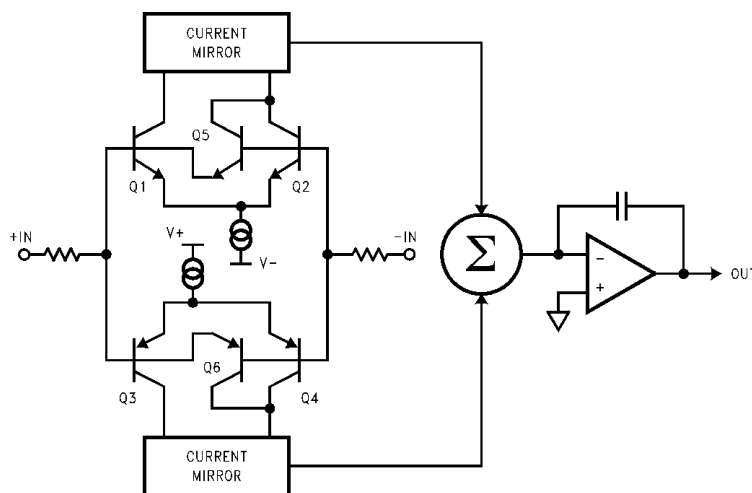 CURRENT
MIRROR
Q5
Q1
Q2
+IN
V+
V-
-IN
Σ
-
+
OUT
Q3
Q6
Q4
CURRENT
MIRROR